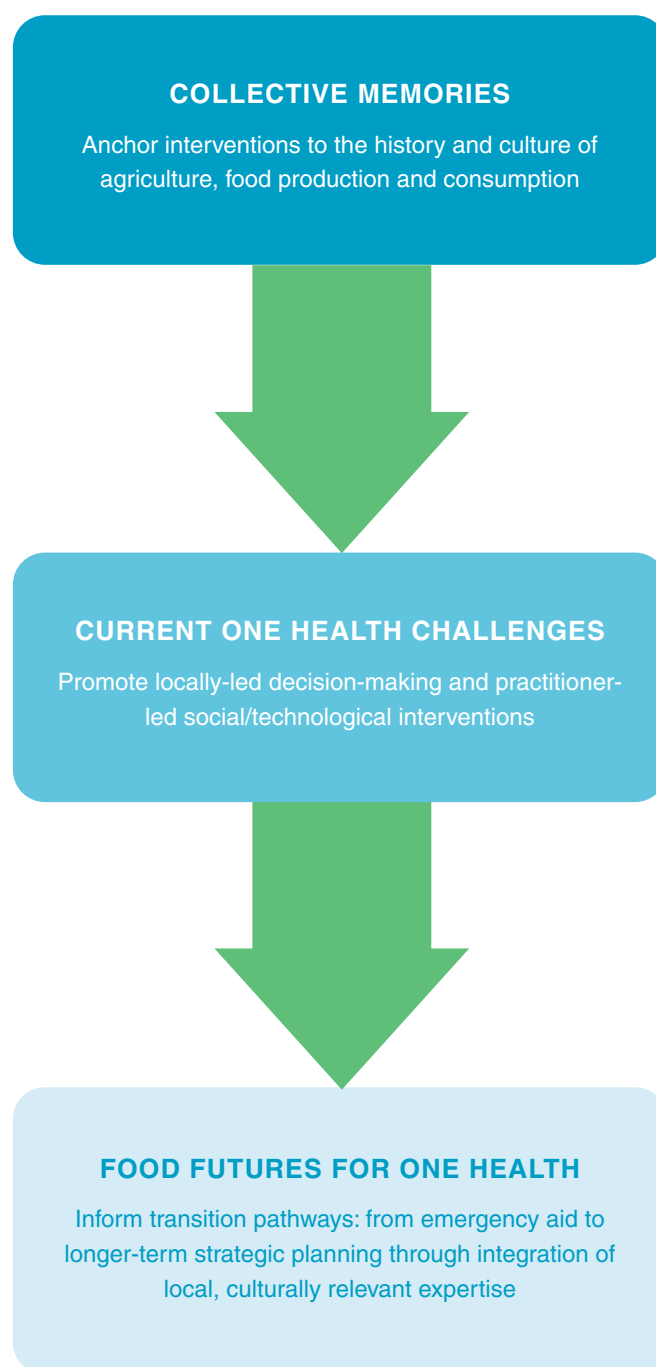 COLLECTIVE MEMORIES
Anchor interventions to the history and culture of
agriculture, food production and consumption
CURRENT ONE HEALTH CHALLENGES
Promote locally-led decision-making and practitioner-
led social/technological interventions
FOOD FUTURES FOR ONE HEALTH
Inform transition pathways: from emergency aid to
longer-term strategic planning through integration of
local, culturally relevant expertise